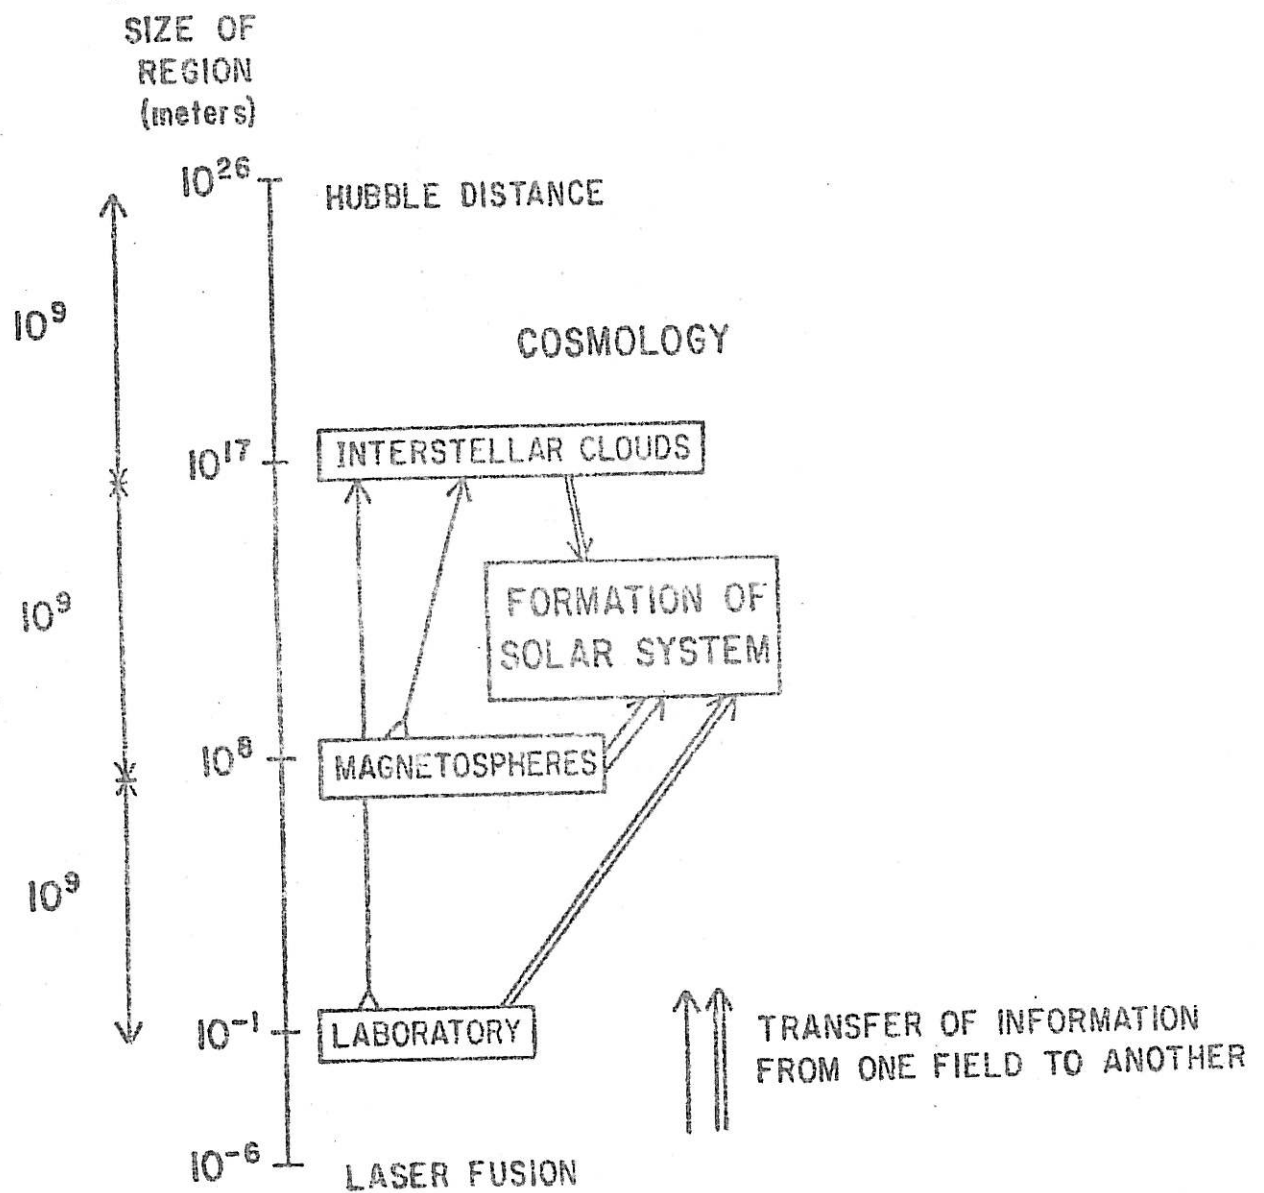 SIZE OF
REGION
(meters)
10²⁶
HUBBLE DISTANCE
10⁹
COSMOLOGY
10¹⁷
INTERSTELLAR CLOUDS
10⁹
FORMATION OF
SOLAR SYSTEM
10⁸
MAGNETOSPHERES
10⁹
10⁻¹
LABORATORY
TRANSFER OF INFORMATION
FROM ONE FIELD TO ANOTHER
10⁻⁶
LASER FUSION